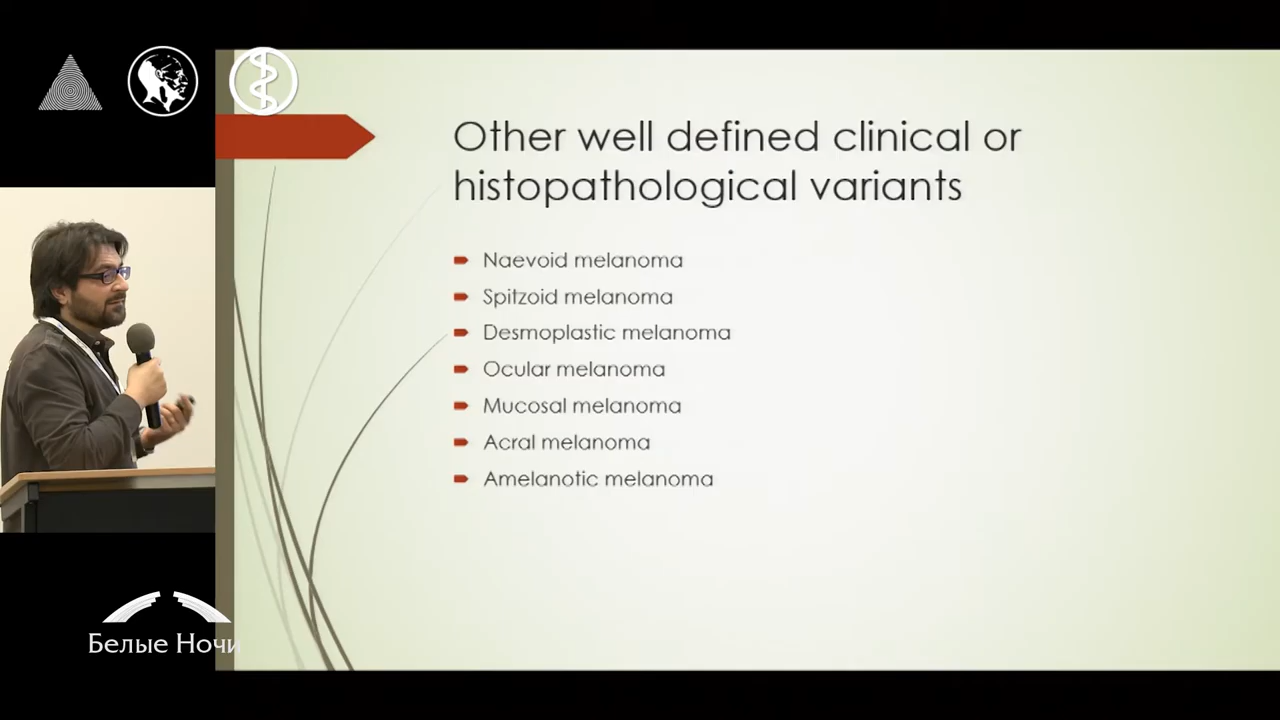 Other well defined clinical or
histopathological variants
Naevoid melanoma
Spitzoid melanoma
Desmoplastic melanoma
Ocular melanoma
Mucosal melanoma
Acral melanoma
Amelanotic melanoma
Белые Ночи